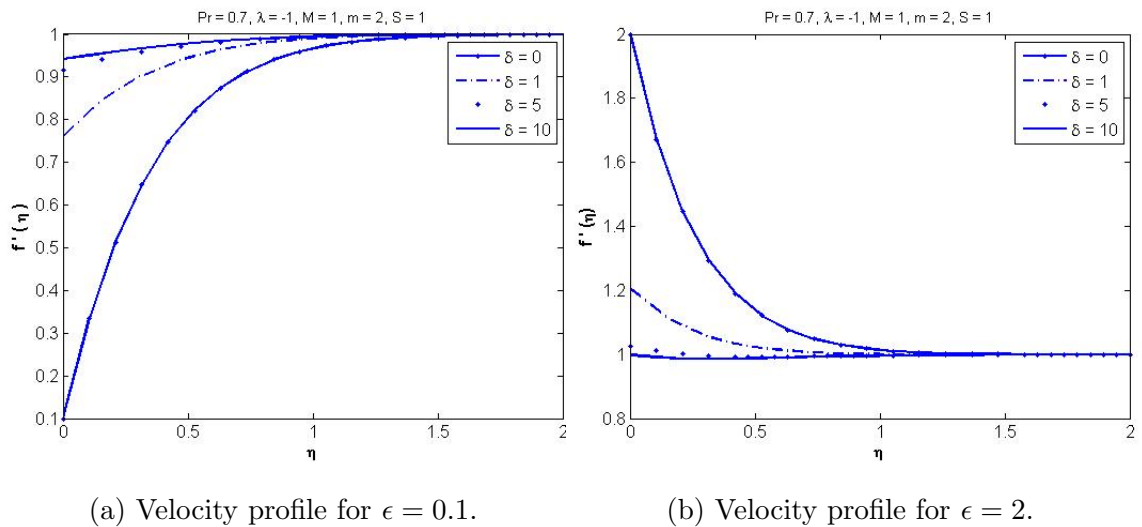 Pr = 0.7, λ = -1, M = 1, m = 2, S = 1
1
0.9
0.8
0.7
0.6
0.5
0.4
0.3
0.2
0.1
f ' ( η )
0
0.5
1
1.5
2
η
δ = 0
δ = 1
δ = 5
δ = 10
(a) Velocity profile for ϵ = 0.1.
Pr = 0.7, λ = -1, M = 1, m = 2, S = 1
2
1.8
1.6
1.4
1.2
1
0.8
f ' (η)
0
0.5
1
1.5
2
η
δ = 0
δ = 1
δ = 5
δ = 10
(b) Velocity profile for ϵ = 2.